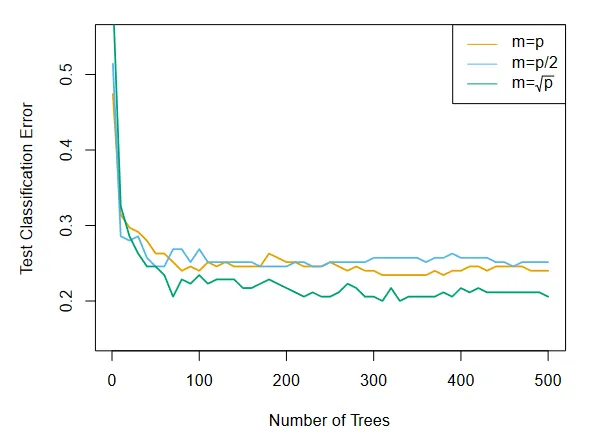 m=p
m=p/2
m=√p
0.5
0.4
0.3
0.2
Test Classification Error
0 100 200 300 400 500
Number of Trees